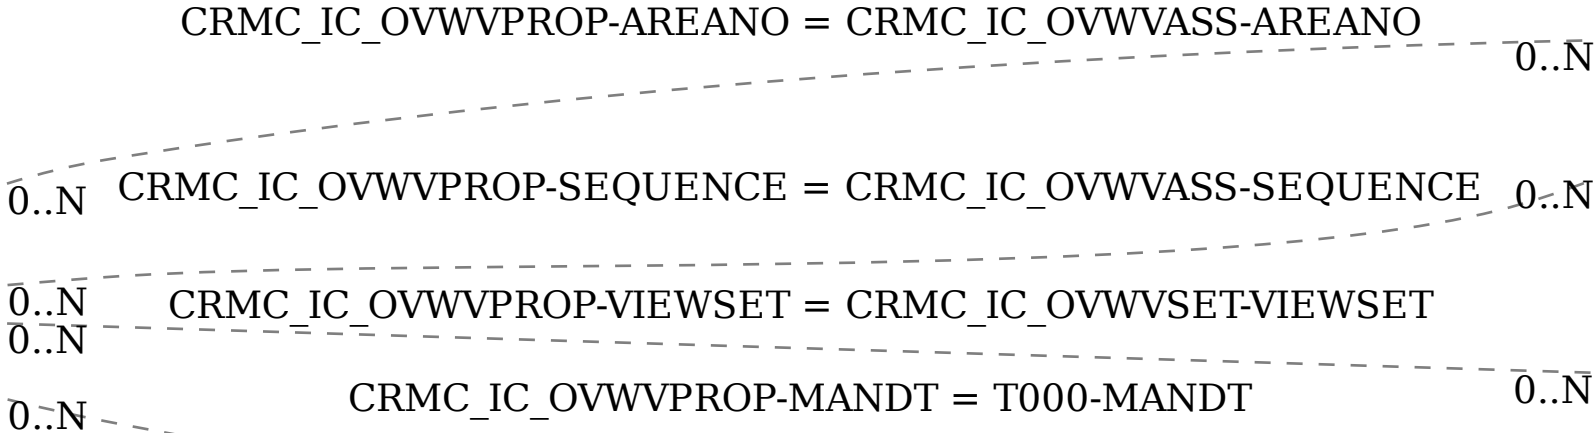 CRMC_IC_OVWVPROP-AREANO = CRMC_IC_OVWVASS-AREANO
0..N
0..N CRMC_IC_OVWVPROP-SEQUENCE = CRMC_IC_OVWVASS-SEQUENCE 0..N
0..N CRMC_IC_OVWVPROP-VIEWSET = CRMC_IC_OVWVSET-VIEWSET
0..N
0..N CRMC_IC_OVWVPROP-MANDT = T000-MANDT 0..N